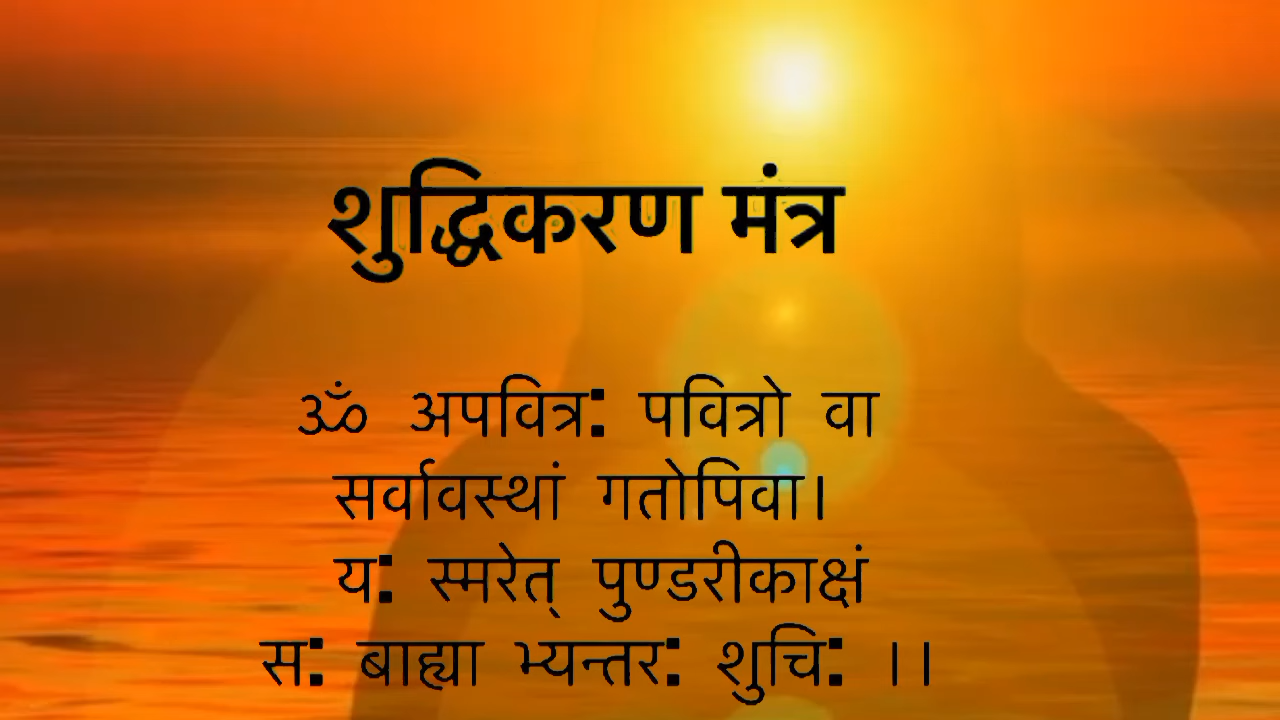 शुद्धिकरण मंत्र
ॐ अपवित्र: पवित्रो वा
सर्वावस्थां गतोपिवा।
य: स्मरेत् पुण्डरीकाक्षं
स: बाह्या भ्यन्तर: शुचि: ।।